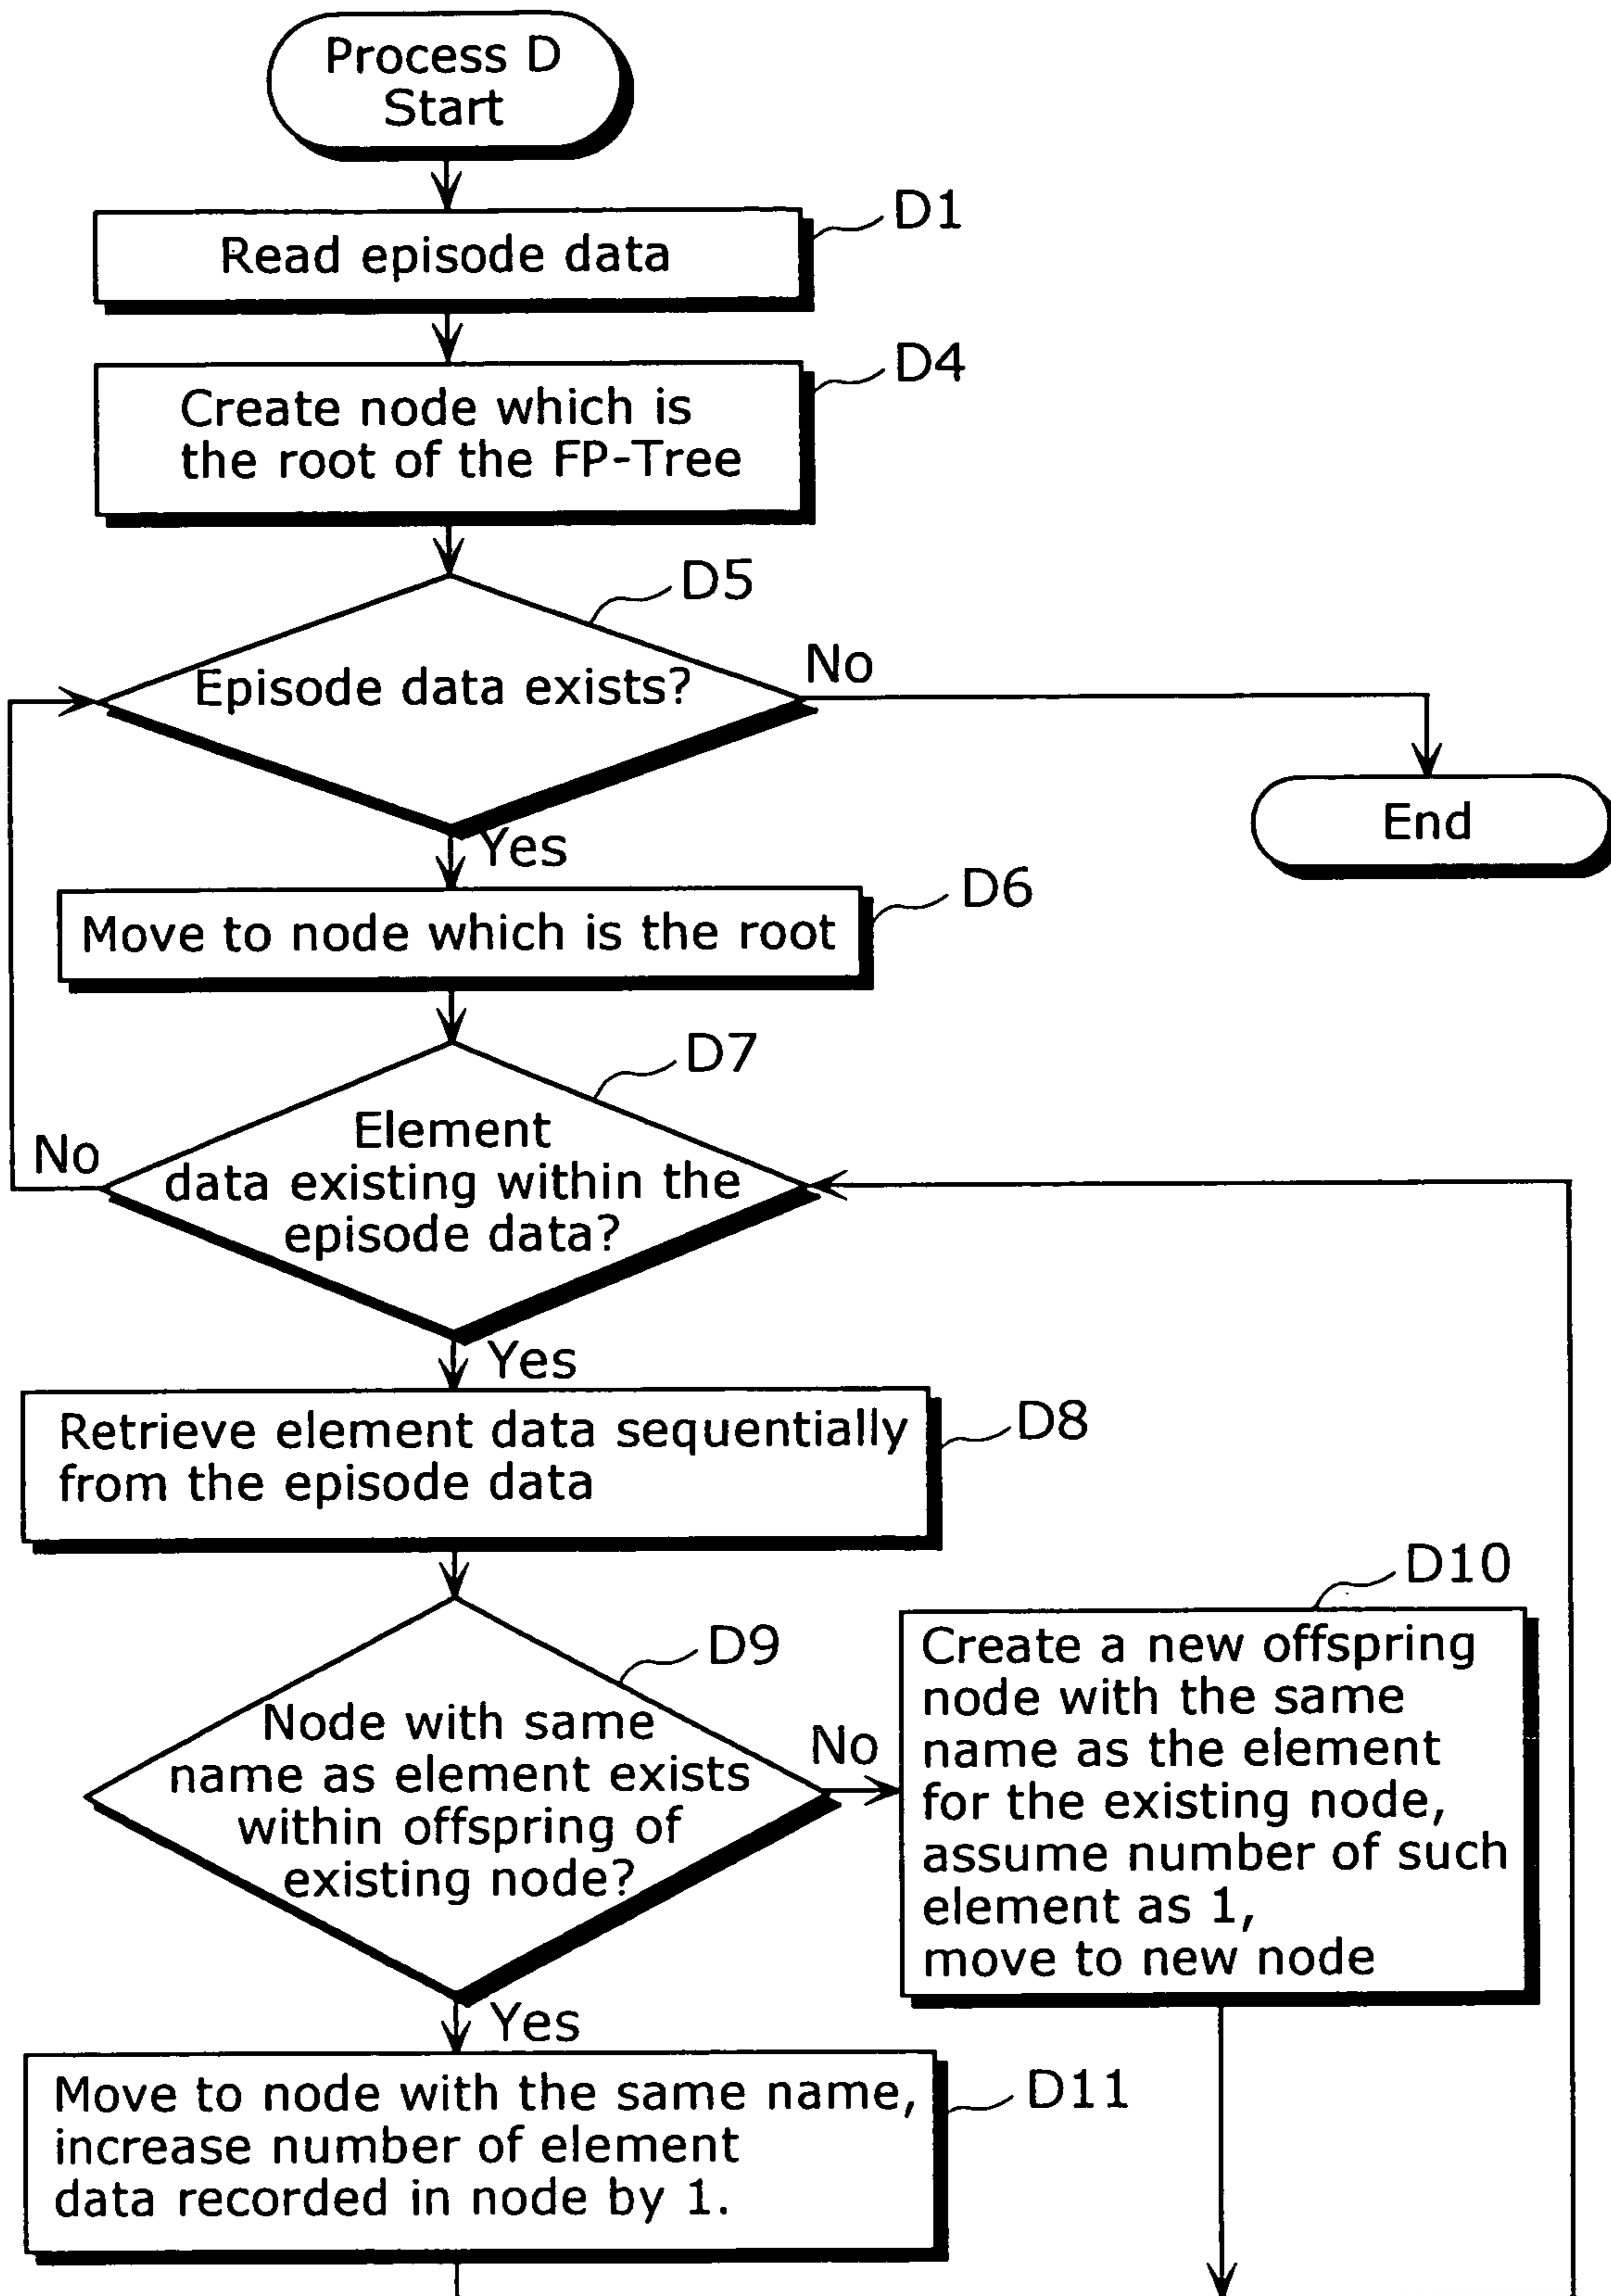 Process D
Start
D1
Read episode data
D4
Create node which is
the root of the FP-Tree
D5
Episode data exists?
No
End
Yes
D6
Move to node which is the root
D7
Element
data existing within the
episode data?
No
Yes
D8
Retrieve element data sequentially
from the episode data
D9
Node with same
name as element exists
within offspring of
existing node?
No
D10
Create a new offspring
node with the same
name as the element
for the existing node,
assume number of such
element as 1,
move to new node
Yes
D11
Move to node with the same name,
increase number of element
data recorded in node by 1.